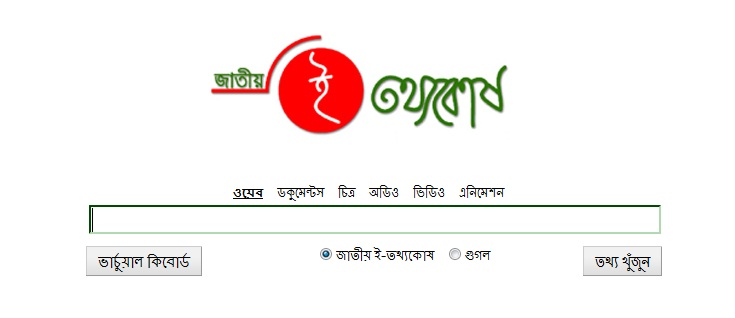 জাতীয় ই তথ্যকোষ
ওয়েব ডকুমেন্টস চিত্র অডিও ভিডিও এনিমেশন
ভার্চুয়াল কিবোর্ড জাতীয় ই-তথ্যকোষ গুগল তথ্য খুঁজুন